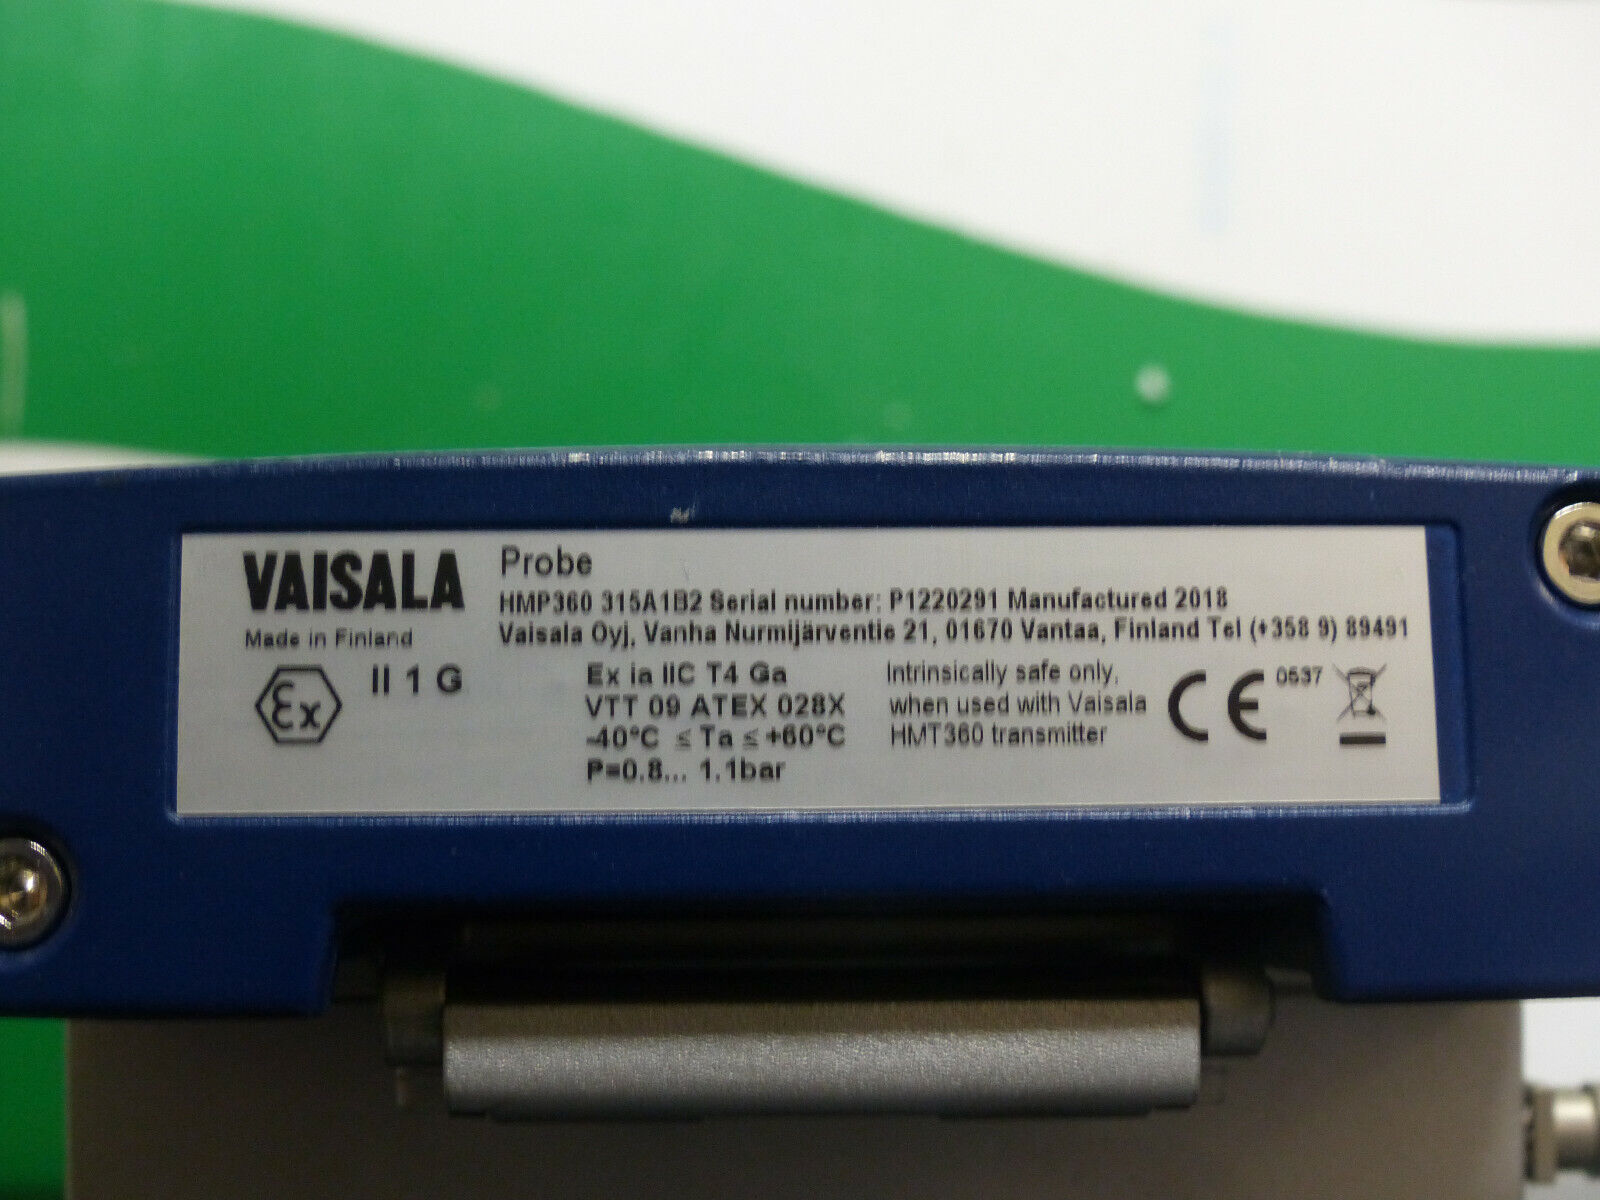 VAISALA
Made in Finland
Probe
HMP360 315A1B2 Serial number: P1220291 Manufactured 2018
Vaisala Oyj, Vanha Nurmijärventie 21, 01670 Vantaa, Finland Tel (+358 9) 89491
Ex
II 1 G
Ex ia IIC T4 Ga
VTT 09 ATEX 028X
-40°C ≤ Ta ≤ +60°C
P=0.8... 1.1bar
Intrinsically safe only,
when used with Vaisala
HMT360 transmitter
CE 0537